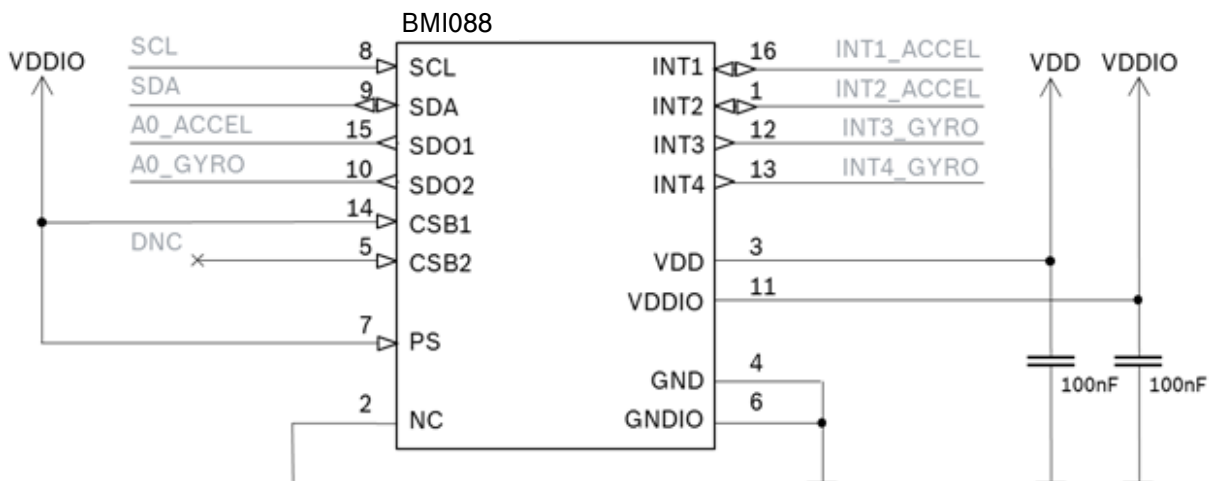 BMI088
VDDIO
SCL 8 SCL
SDA 9 SDA
A0_ACCEL 15 SDO1
A0_GYRO 10 SDO2
14 CSB1
DNC 5 CSB2
7 PS
2 NC
INT1 16 INT1_ACCEL
INT2 1 INT2_ACCEL
INT3 12 INT3_GYRO
INT4 13 INT4_GYRO
VDD 3
VDDIO 11
GND 4
GNDIO 6
VDD VDDIO
100nF 100nF